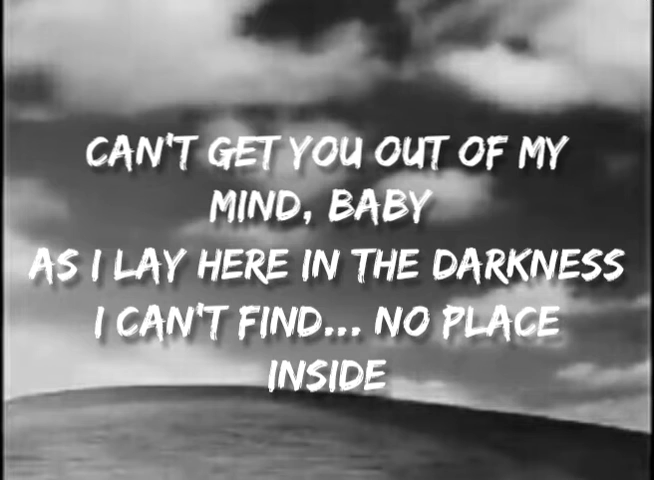 CAN'T GET YOU OUT OF MY
MIND, BABY
AS I LAY HERE IN THE DARKNESS
I CAN'T FIND... NO PLACE
INSIDE